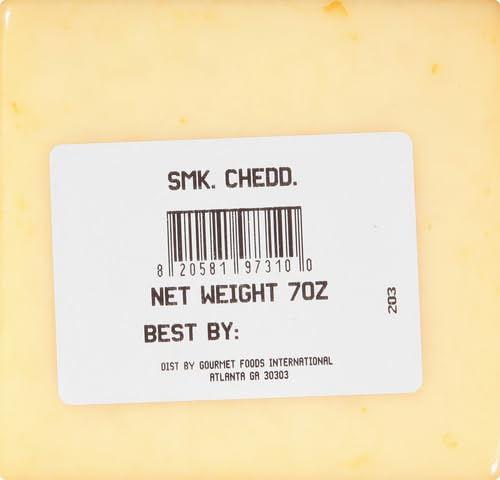 SMK. CHEDD.
8 20581 97310 0
NET WEIGHT 7OZ
203
BEST BY:
DIST BY GOURMET FOODS INTERNATIONAL
ATLANTA GA 30303